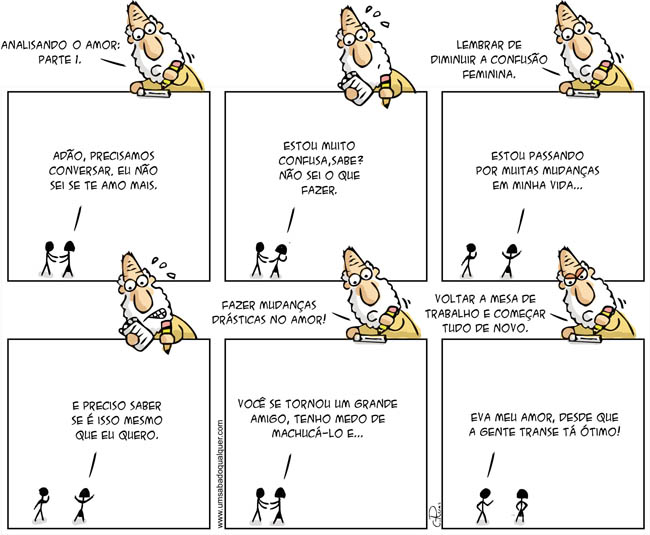 ANALISANDO O AMOR:
PARTE I.
ADÃO, PRECISAMOS
CONVERSAR. EU NÃO
SEI SE TE AMO MAIS.
ESTOU MUITO
CONFUSA,SABE?
NÃO SEI O QUE
FAZER.
LEMBRAR DE
DIMINUIR A CONFUSÃO
FEMININA.
ESTOU PASSANDO
POR MUITAS MUDANÇAS
EM MINHA VIDA...
E PRECISO SABER
SE É ISSO MESMO
QUE EU QUERO.
FAZER MUDANÇAS
DRÁSTICAS NO AMOR!
VOCÊ SE TORNOU UM GRANDE
AMIGO, TENHO MEDO DE
MACHUCÁ-LO E...
www.umsabadoqualquer.com
VOLTAR A MESA DE
TRABALHO E COMEÇAR
TUDO DE NOVO.
EVA MEU AMOR, DESDE QUE
A GENTE TRANSE TÁ ÓTIMO!